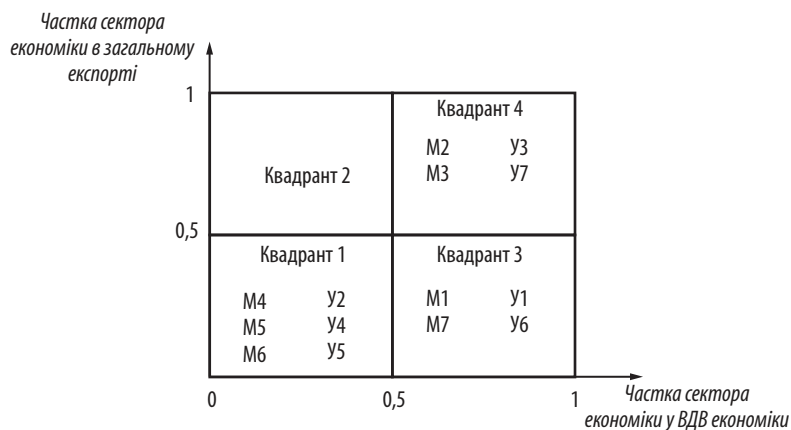 Частка сектора
економіки в загальному
експорті
1
Квадрант 4
М2 У3
М3 У7
Квадрант 2
0,5
Квадрант 1
Квадрант 3
М4 У2
М5 У4
М6 У5
М1 У1
М7 У6
0
0,5
1
Частка сектора
економіки у ВДВ економіки